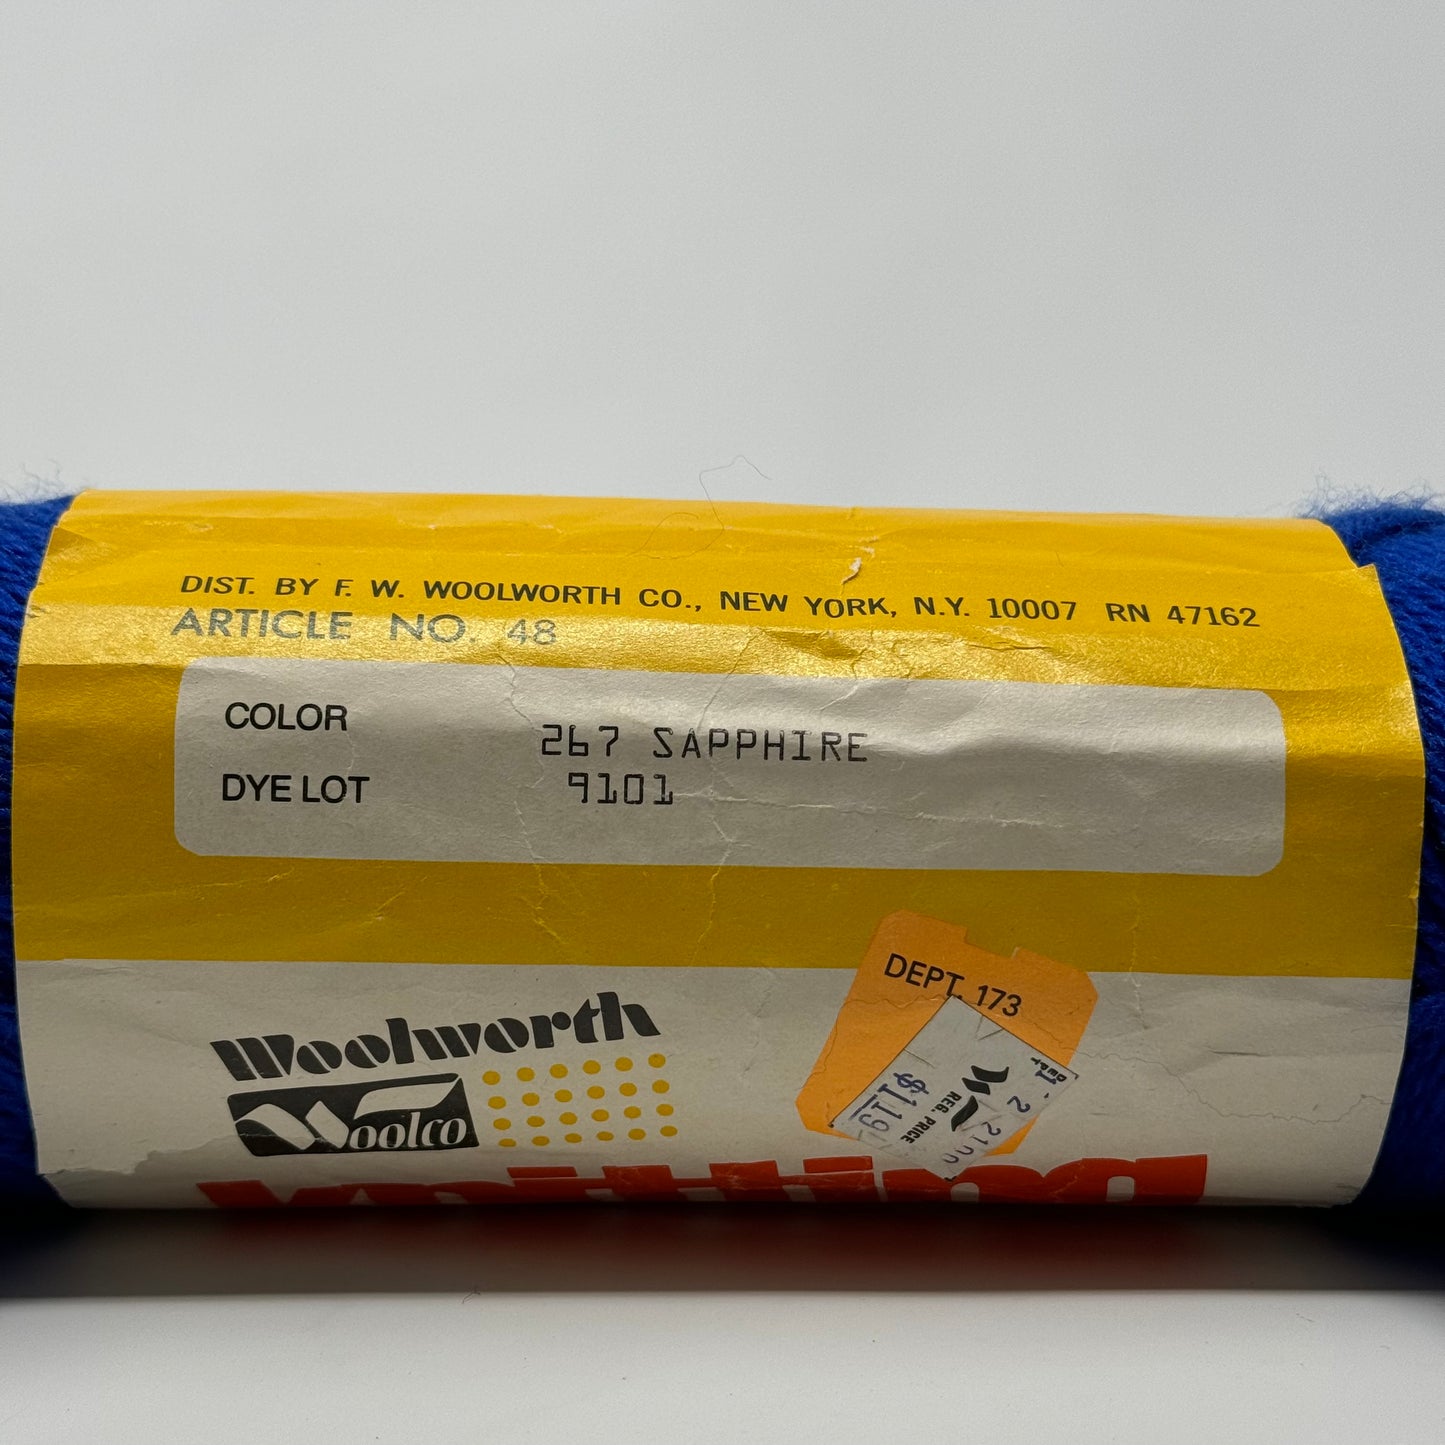 DIST. BY F. W. WOOLWORTH CO., NEW YORK, N.Y. 10007 RN 47162
ARTICLE NO. 48
COLOR 267 SAPPHIRE
DYE LOT 9101
Woolworth
Woolco
DEPT. 173
$1.19
REG. PRICE
knitting